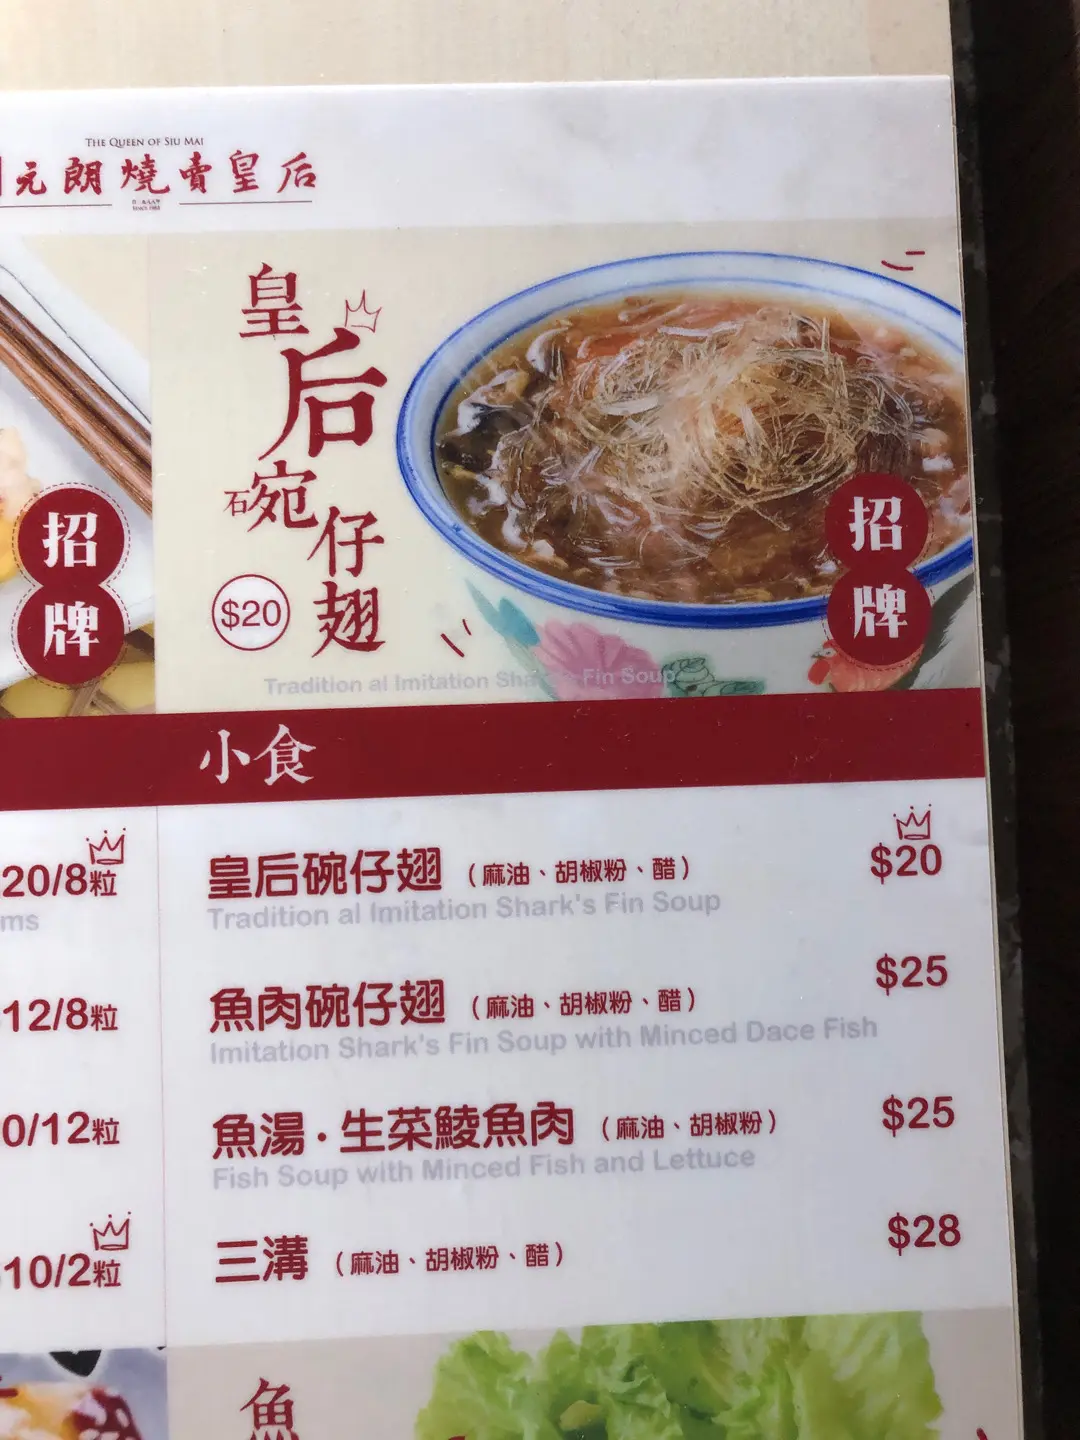 THE QUEEN OF SIU MAI
元朗燒賣皇后
皇后碗仔翅
$20
招牌
招牌
Tradition al Imitation Shark's Fin Soup
小食
20/8粒
ms
皇后碗仔翅（麻油、胡椒粉、醋） $20
Tradition al Imitation Shark's Fin Soup
12/8粒
魚肉碗仔翅（麻油、胡椒粉、醋） $25
Imitation Shark's Fin Soup with Minced Dace Fish
0/12粒
魚湯·生菜鯪魚肉（麻油、胡椒粉） $25
Fish Soup with Minced Fish and Lettuce
10/2粒
三溝（麻油、胡椒粉、醋） $28
魚